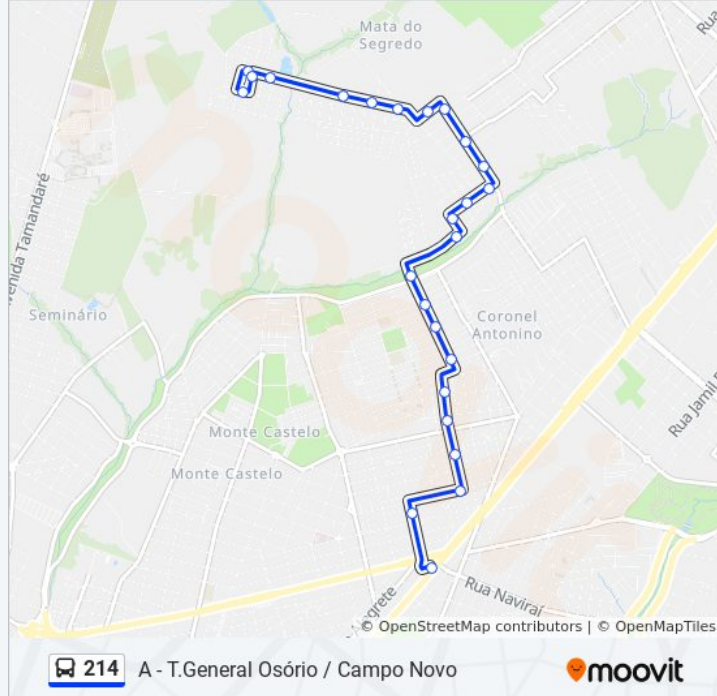 Mata do
Segredo
Rua
Avenida Tamandaré
Seminário
Coronel
Antonino
Rua Jamil
Monte Castelo
Monte Castelo
Rua Naviraí
© OpenStreetMap contributors | © OpenMapTiles
214 A - T.General Osório / Campo Novo
moovit